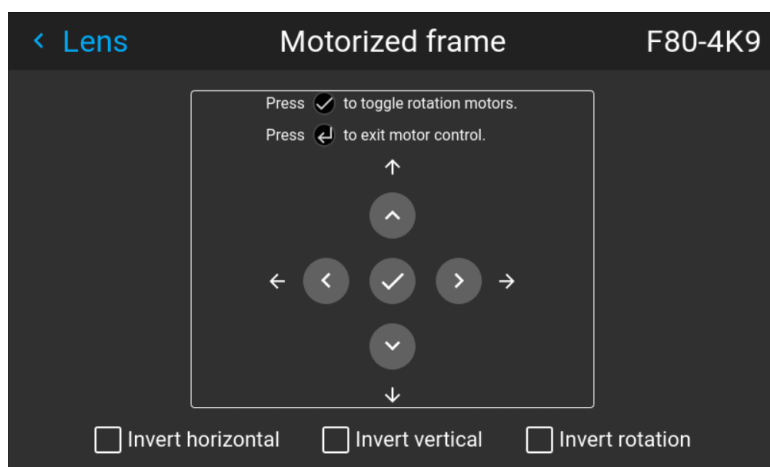 Lens Motorized frame F80-4K9
Press to toggle rotation motors.
Press to exit motor control.
Invert horizontal Invert vertical Invert rotation